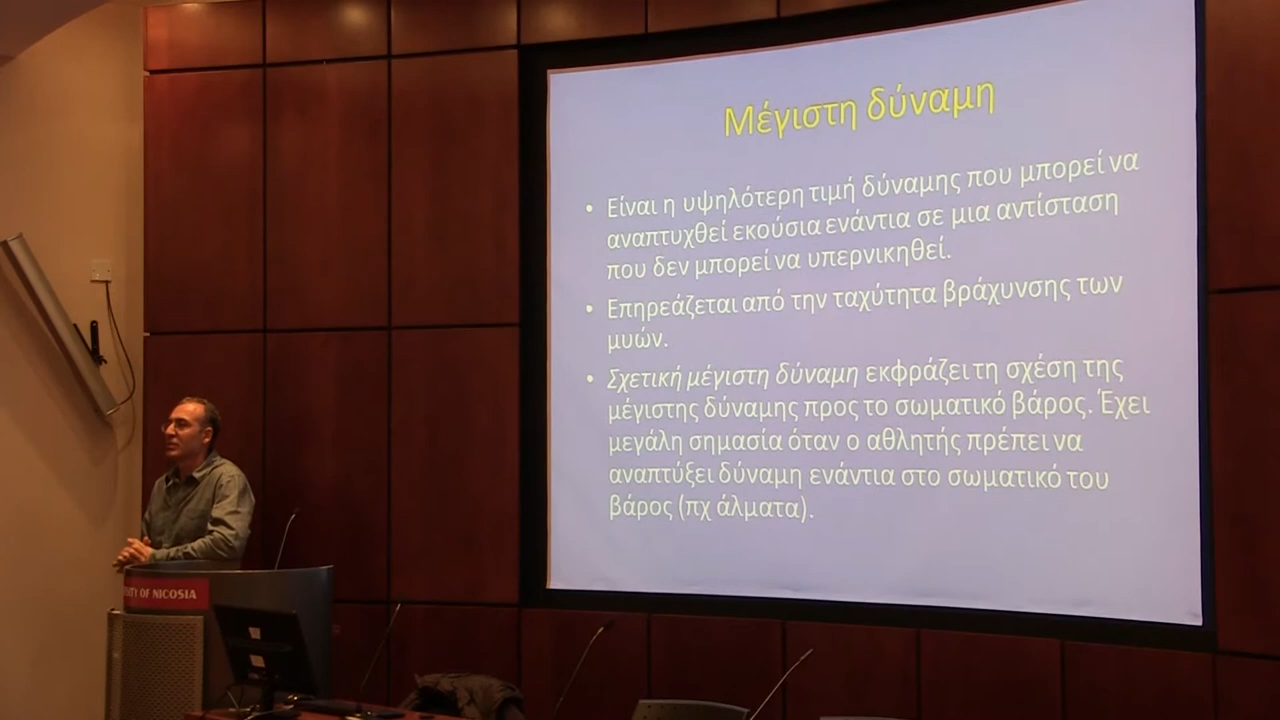 Μέγιστη δύναμη
• Είναι η υψηλότερη τιμή δύναμης που μπορεί να
αναπτυχθεί εκούσια ενάντια σε μια αντίσταση
που δεν μπορεί να υπερνικηθεί.
• Επηρεάζεται από την ταχύτητα βράχυνσης των
μυών.
• Σχετική μέγιστη δύναμη εκφράζει τη σχέση της
μέγιστης δύναμης προς το σωματικό βάρος. Έχει
μεγάλη σημασία όταν ο αθλητής πρέπει να
αναπτύξει δύναμη ενάντια στο σωματικό του
βάρος (πχ άλματα).
OF NICOSIA